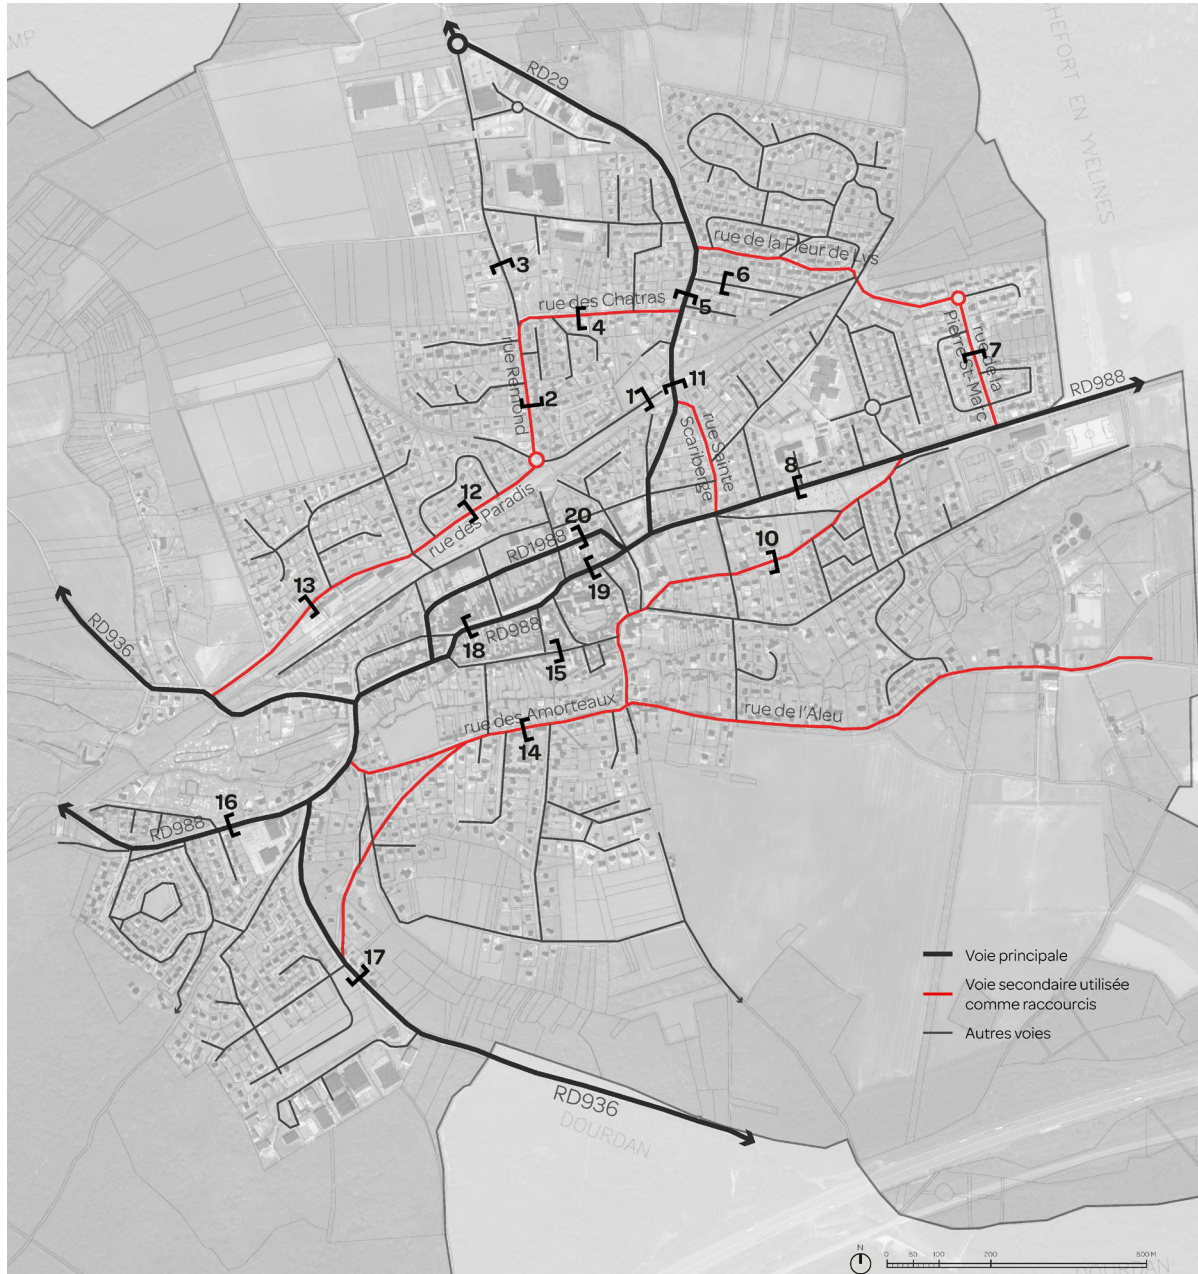 AMP
CHEFORT EN YVELINES
RD29
rue de la Fleur de Lys
3
6
rue des Chatras
5
4
rue Remond
rue de la
Pierre St-Marc
7
RD988
2
1
11
rue Sainte
Scariberge
8
12
rue des Paradis
20
RD1988
10
19
13
RD936
18
RD988
15
rue des Amorteaux
14
rue de l'Aleu
16
RD988
17
Voie principale
Voie secondaire utilisée
comme raccourcis
Autres voies
RD936
DOURDAN
N
0 50 100 200 500 M
DOURDAN